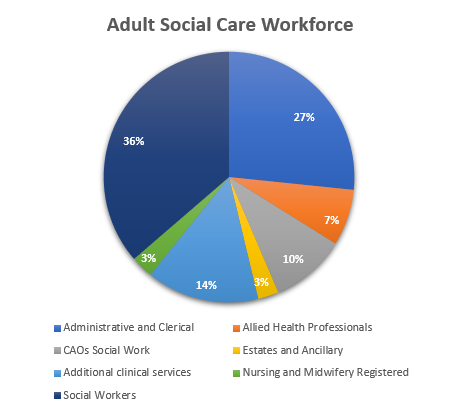 Adult Social Care Workforce
27%
36%
7%
10%
3%
14%
3%
Administrative and Clerical
Allied Health Professionals
CAOs Social Work
Estates and Ancillary
Additional clinical services
Nursing and Midwifery Registered
Social Workers